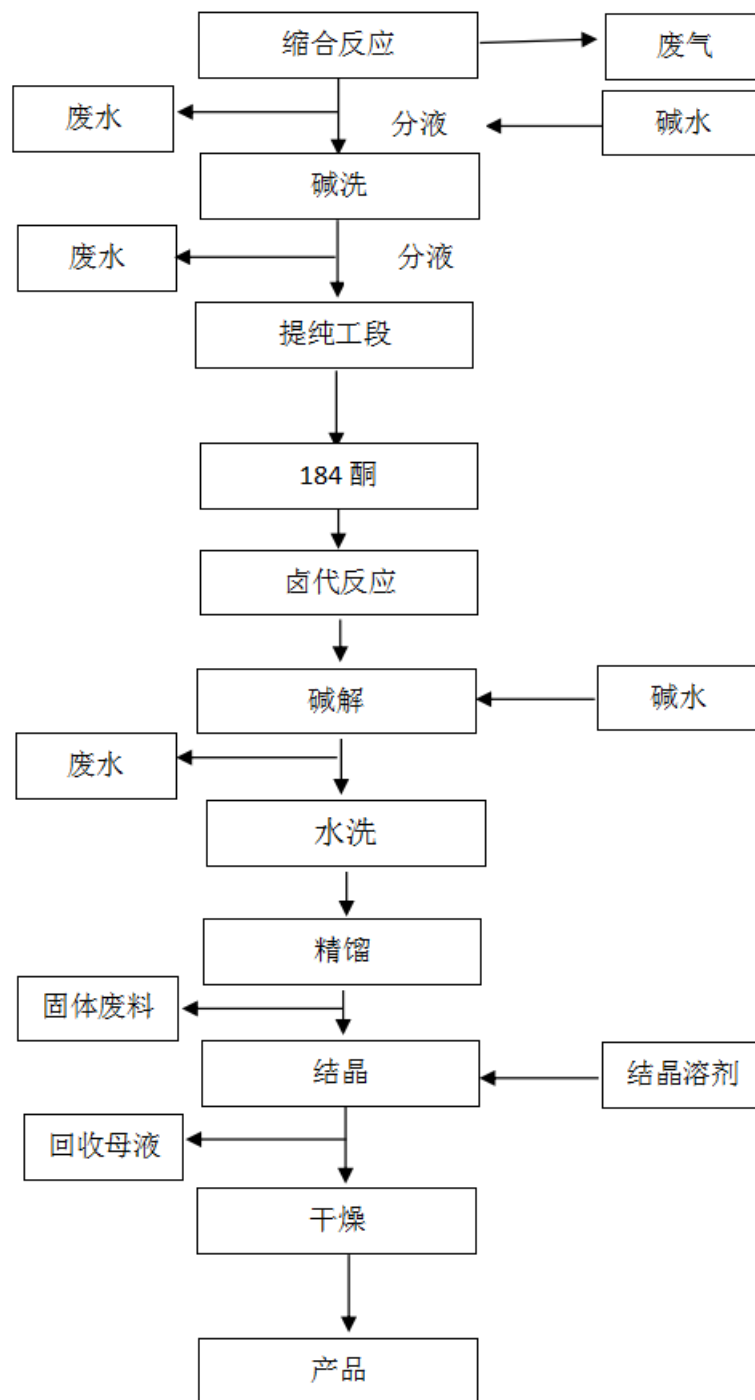 缩合反应
废气
废水
分液
碱水
碱洗
废水
分液
提纯工段
184 酮
卤代反应
碱解
碱水
废水
水洗
精馏
固体废料
结晶
结晶溶剂
回收母液
干燥
产品